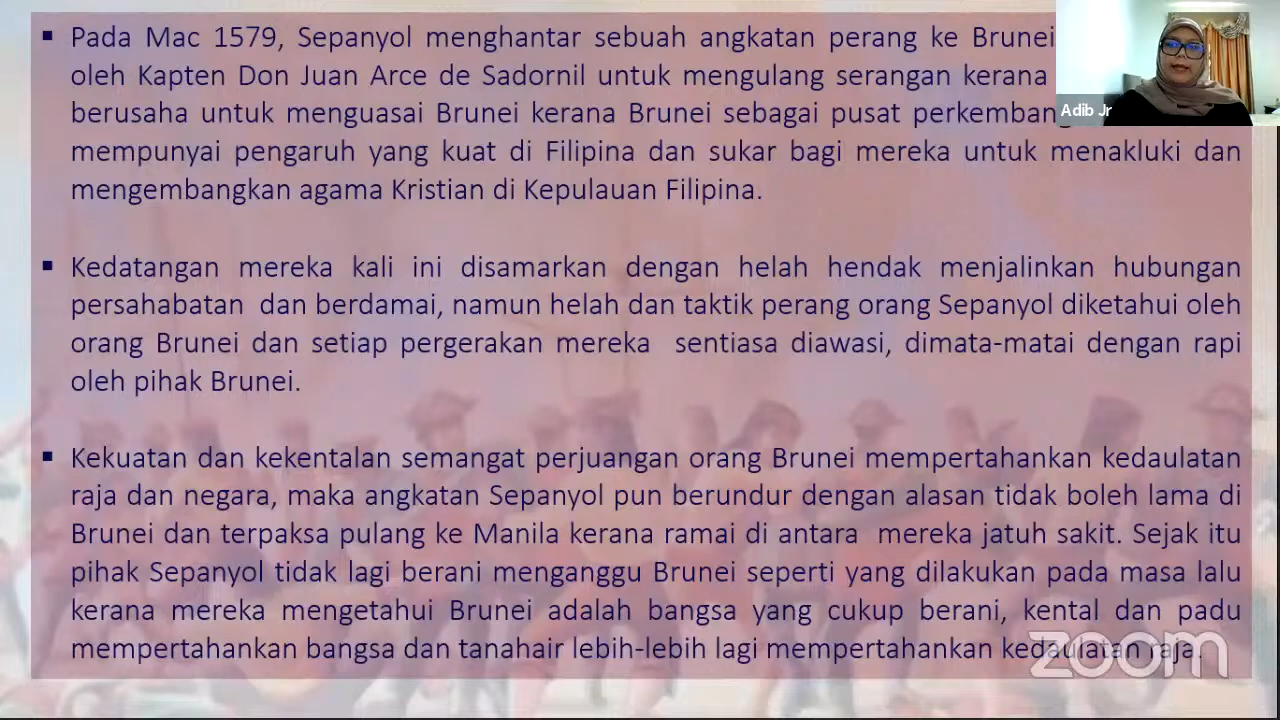 Pada Mac 1579, Sepanyol menghantar sebuah angkatan perang ke Brunei
oleh Kapten Don Juan Arce de Sadornil untuk mengulang serangan kerana
berusaha untuk menguasai Brunei kerana Brunei sebagai pusat
mempunyai pengaruh yang kuat di Filipina dan sukar bagi mereka untuk menakluki dan
mengembangkan agama Kristian di Kepulauan Filipina.
Kedatangan mereka kali ini disamarkan dengan helah hendak menjalinkan hubungan
persahabatan dan berdamai, namun helah dan taktik perang orang Sepanyol diketahui oleh
orang Brunei dan setiap pergerakan mereka sentiasa diawasi, dimata-matai dengan rapi
oleh pihak Brunei.
Kekuatan dan kekentalan semangat perjuangan orang Brunei mempertahankan kedaulatan
raja dan negara, maka angkatan Sepanyol pun berundur dengan alasan tidak boleh lama di
Brunei dan terpaksa pulang ke Manila kerana ramai di antara mereka jatuh sakit. Sejak itu
pihak Sepanyol tidak lagi berani menganggu Brunei seperti yang dilakukan pada masa lalu
kerana mereka mengetahui Brunei adalah bangsa yang cukup berani, kental dan padu
mempertahankan bangsa dan tanahair lebih-lebih lagi mempertahankan kedaulatan raja.
Adib Jr
zoom